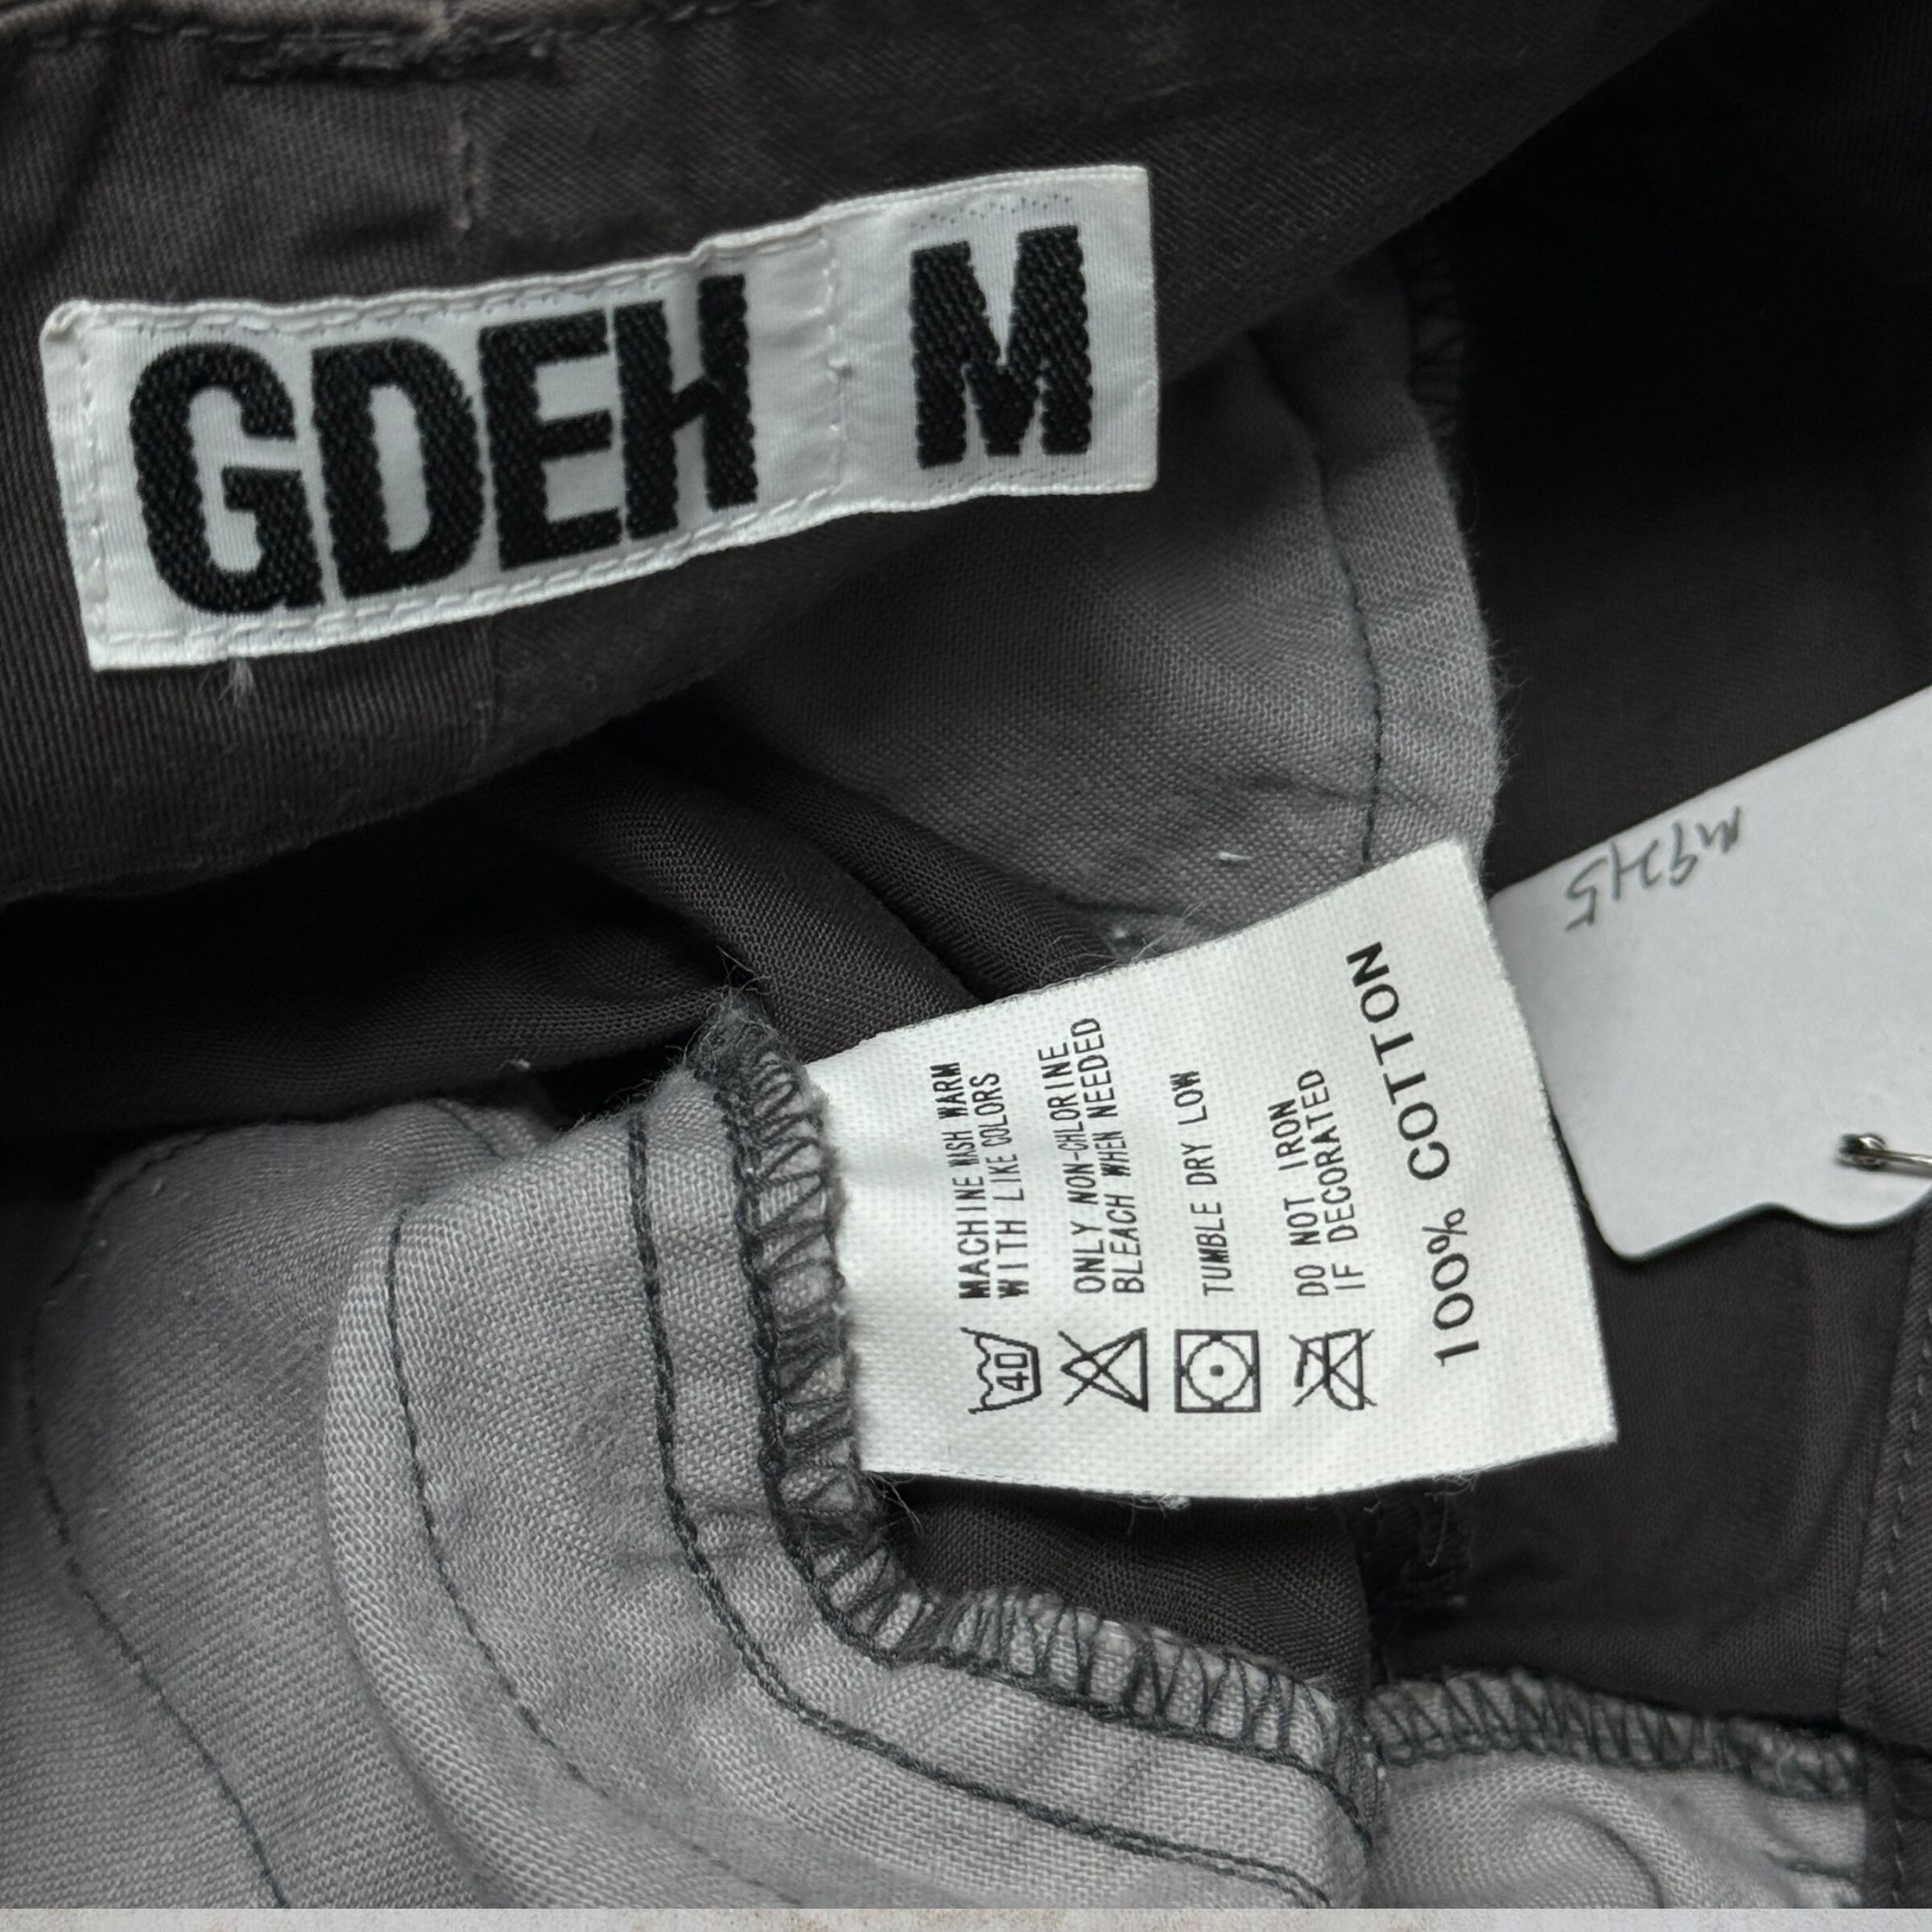 GDEH M
MACHINE WASH WARM
WITH LIKE COLORS
ONLY NON-CHLORINE
BLEACH WHEN NEEDED
TUMBLE DRY LOW
DO NOT IRON
IF DECORATED
100% COTTON
40